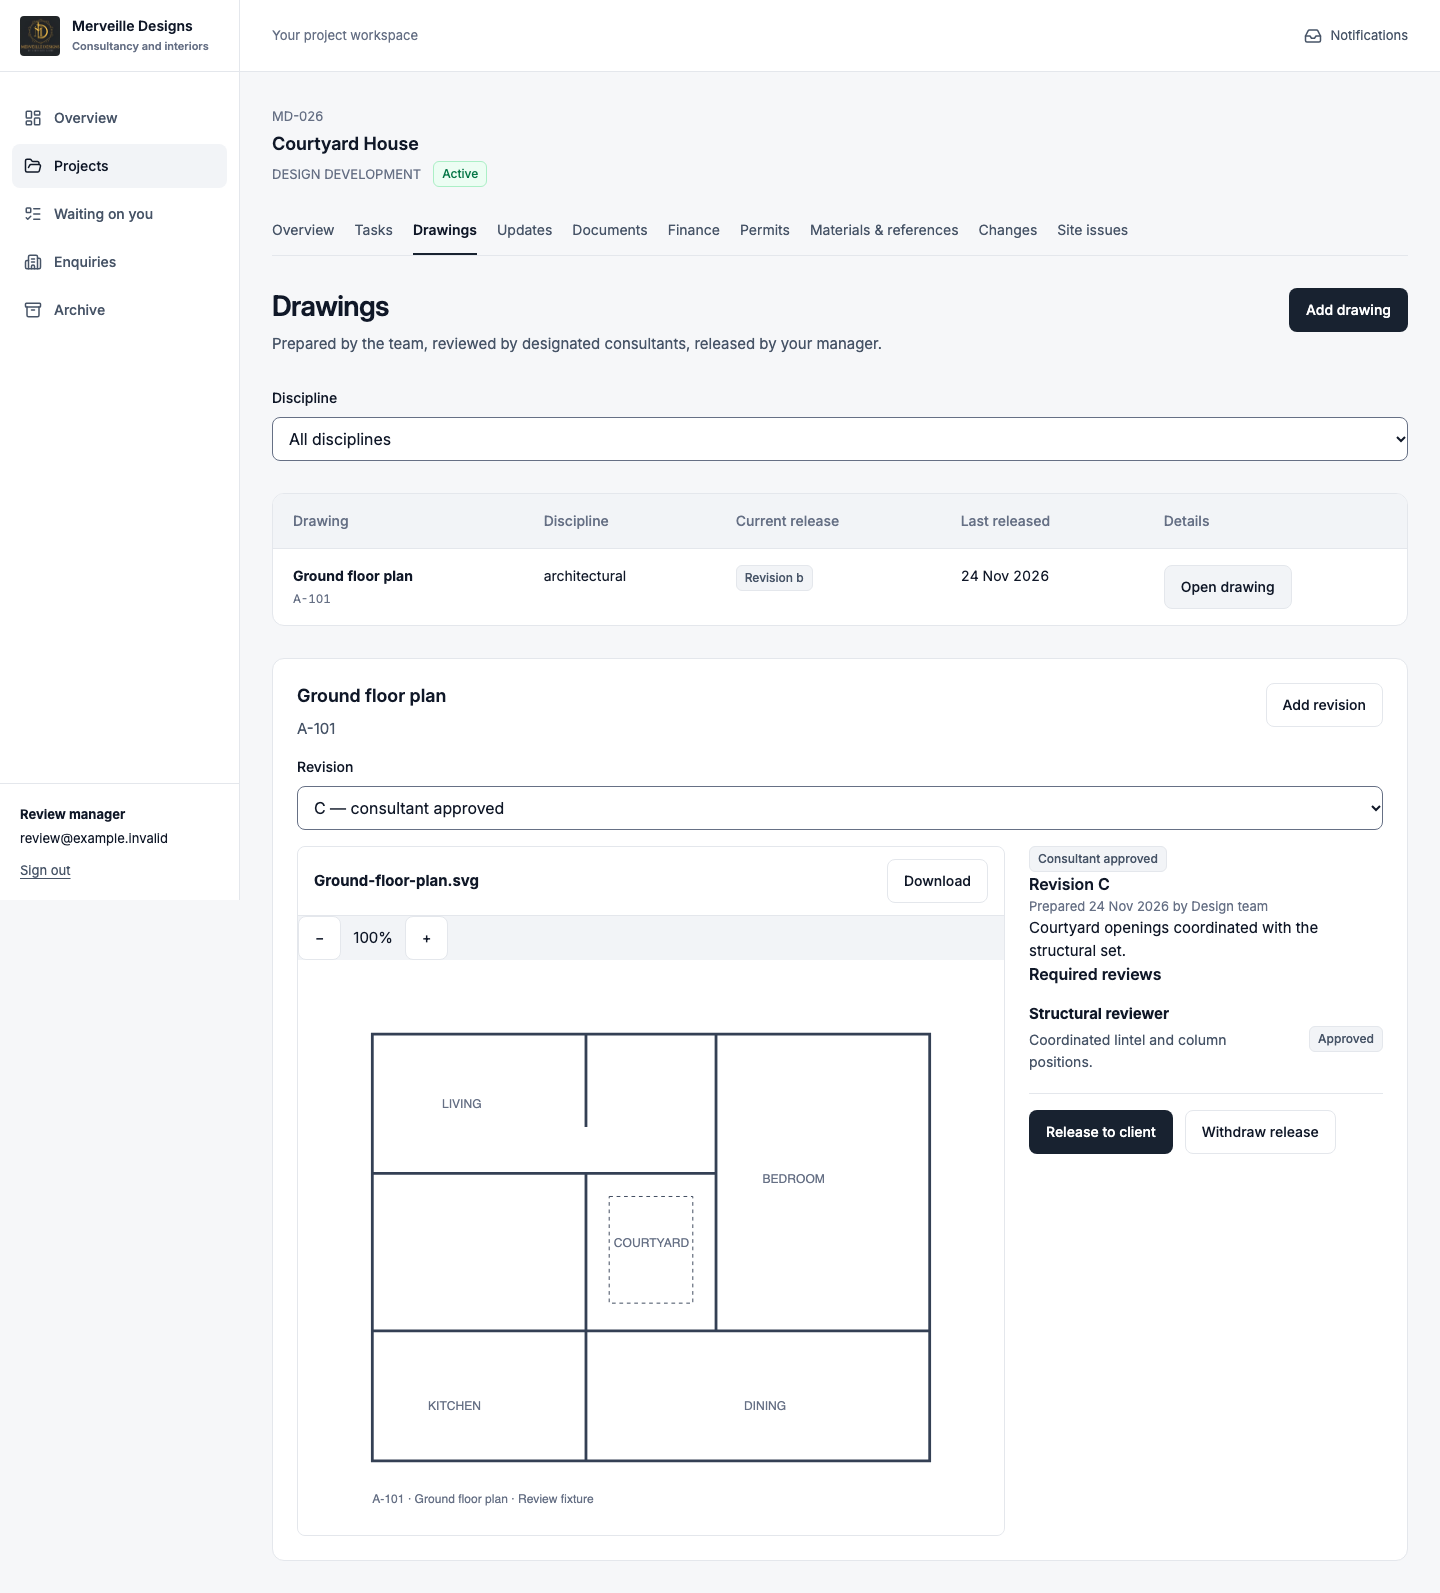 Merveille Designs
Consultancy and interiors
Your project workspace
Notifications
Overview
Projects
Waiting on you
Enquiries
Archive
Review manager
review@example.invalid
Sign out
MD-026
Courtyard House
DESIGN DEVELOPMENT Active
Overview Tasks Drawings Updates Documents Finance Permits Materials & references Changes Site issues
Drawings
Add drawing
Prepared by the team, reviewed by designated consultants, released by your manager.
Discipline
All disciplines
Drawing Discipline Current release Last released Details
Ground floor plan architectural Revision b 24 Nov 2026 Open drawing
A-101
Ground floor plan
Add revision
A-101
Revision
C — consultant approved
Ground-floor-plan.svg Download
− 100% +
LIVING
BEDROOM
COURTYARD
KITCHEN
DINING
A-101 · Ground floor plan · Review fixture
Consultant approved
Revision C
Prepared 24 Nov 2026 by Design team
Courtyard openings coordinated with the
structural set.
Required reviews
Structural reviewer
Coordinated lintel and column
positions.
Approved
Release to client Withdraw release